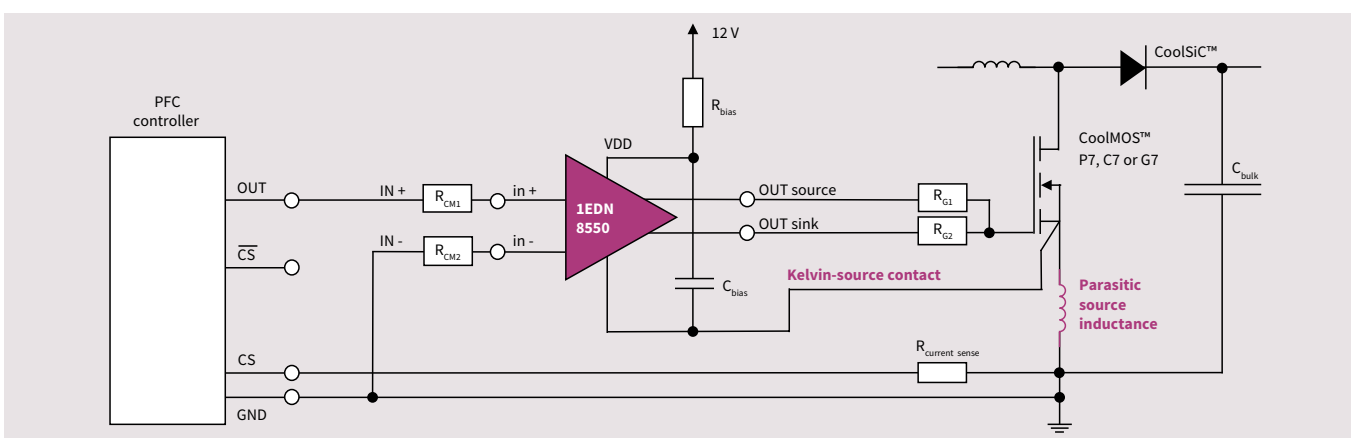 12 V
CoolSiC™
PFC
controller
R bias
VDD
CoolMOS™
P7, C7 or G7
C bulk
OUT
IN +
R CM1
in +
OUT source
R G1
1EDN
8550
OUT sink
R G2
IN -
R CM2
in -
CS
Kelvin-source contact
C bias
Parasitic
source
inductance
R current sense
CS
GND